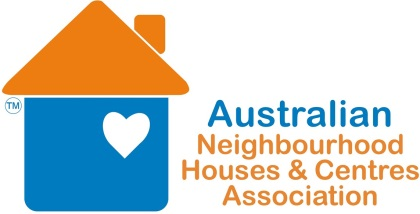 TM
Australian
Neighbourhood
Houses & Centres
Association